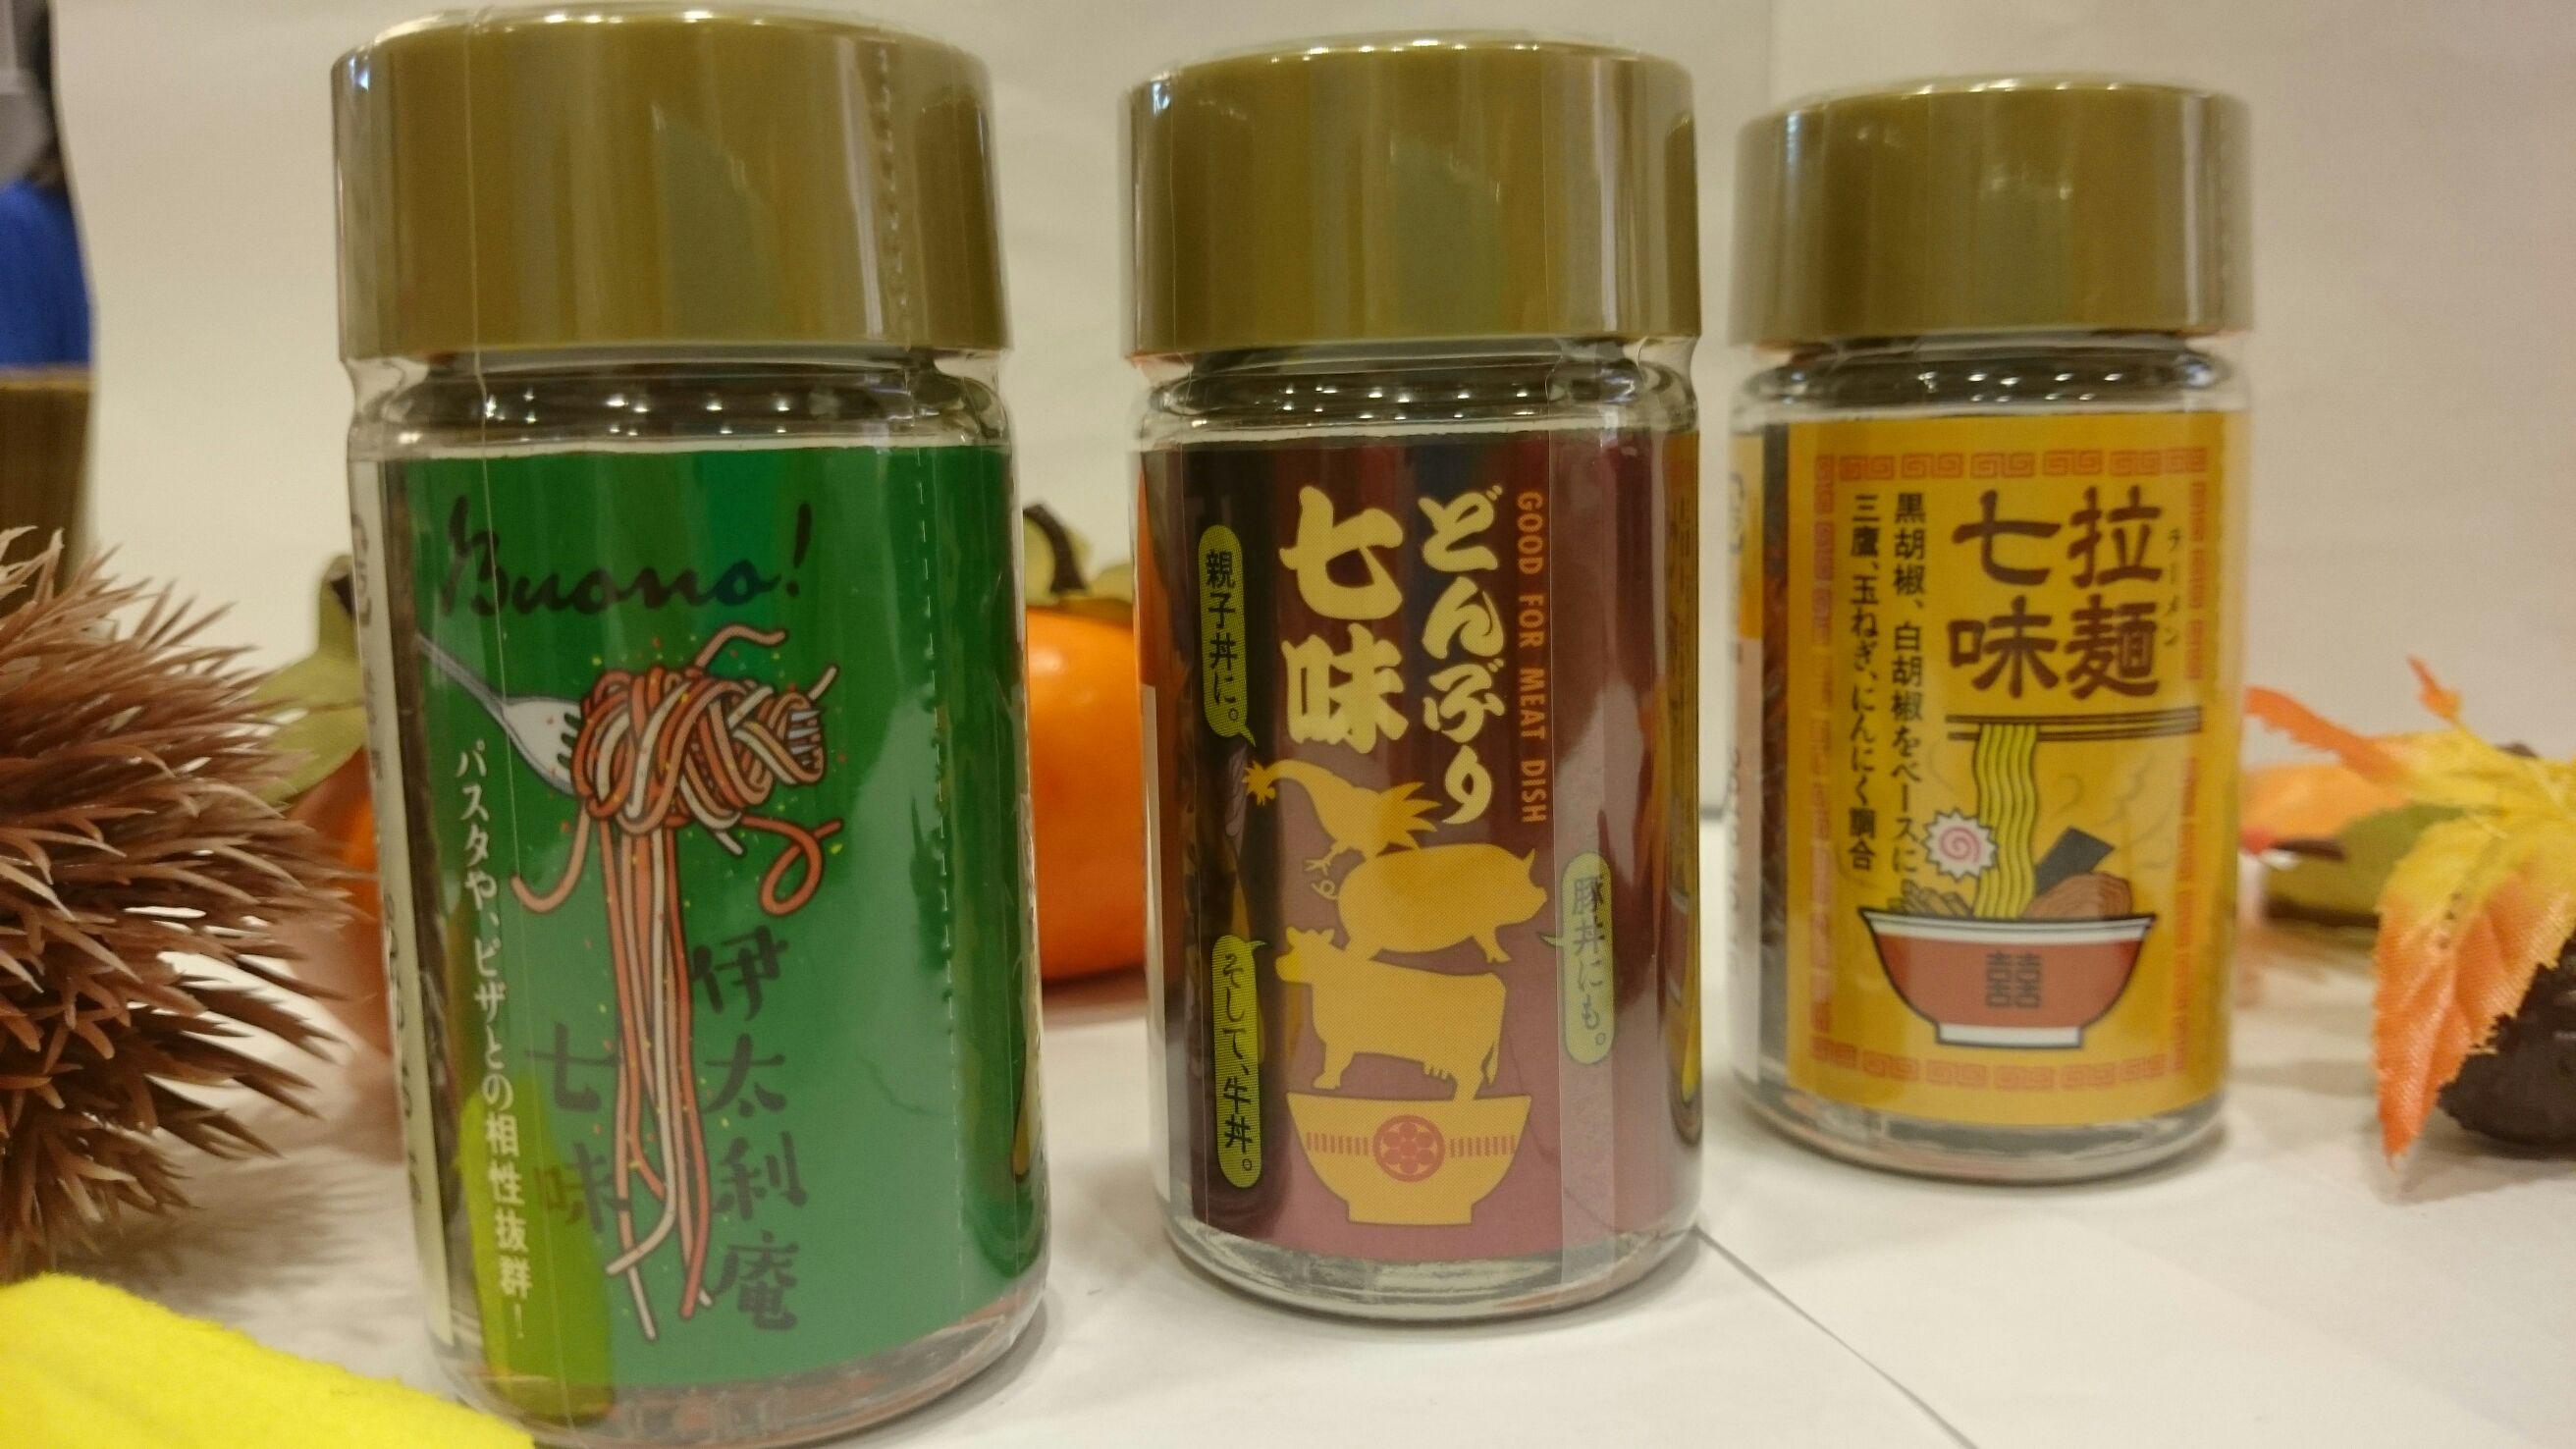 Buono!
伊太利庵
七味
パスタや、ピザとの相性抜群！
GOOD FOR MEAT DISH
どんぶり
七味
親子丼に。
豚丼にも。
そして、牛丼。
拉麺
ラーメン
七味
黒胡椒、白胡椒をベースに
三鷹、玉ねぎ、にんにく調合
囍